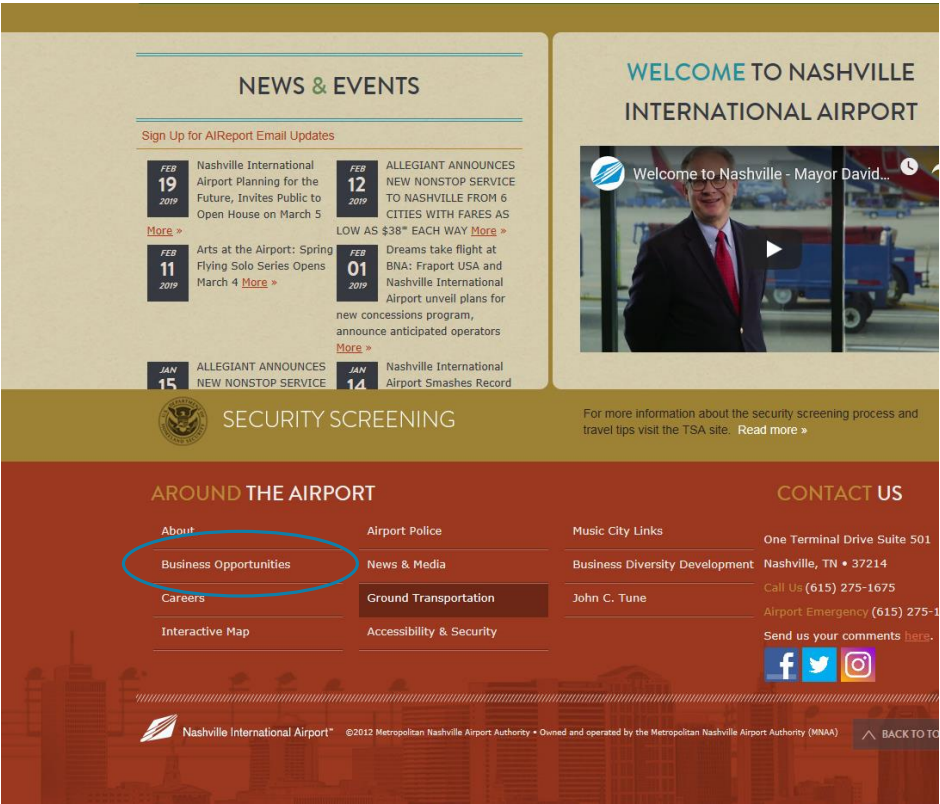 NEWS & EVENTS
Sign Up for AIReport Email Updates
FEB
19
2019
Nashville International
Airport Planning for the
Future, Invites Public to
Open House on March 5
More »
FEB
12
2019
ALLEGIANT ANNOUNCES
NEW NONSTOP SERVICE
TO NASHVILLE FROM 6
CITIES WITH FARES AS
LOW AS $38* EACH WAY More »
FEB
11
2019
Arts at the Airport: Spring
Flying Solo Series Opens
March 4 More »
FEB
01
2019
Dreams take flight at
BNA: Fraport USA and
Nashville International
Airport unveil plans for
new concessions program,
announce anticipated operators
More »
JAN
15
ALLEGIANT ANNOUNCES
NEW NONSTOP SERVICE
JAN
14
Nashville International
Airport Smashes Record
WELCOME TO NASHVILLE
INTERNATIONAL AIRPORT
Welcome to Nashville - Mayor David...
SECURITY SCREENING
For more information about the security screening process and
travel tips visit the TSA site. Read more »
AROUND THE AIRPORT
About
Business Opportunities
Careers
Interactive Map
Airport Police
News & Media
Ground Transportation
Accessibility & Security
Music City Links
Business Diversity Development
John C. Tune
CONTACT US
One Terminal Drive Suite 501
Nashville, TN • 37214
Call Us (615) 275-1675
Airport Emergency (615) 275-1
Send us your comments here.
Nashville International Airport™ ©2012 Metropolitan Nashville Airport Authority • Owned and operated by the Metropolitan Nashville Airport Authority (MNAA)
BACK TO TO